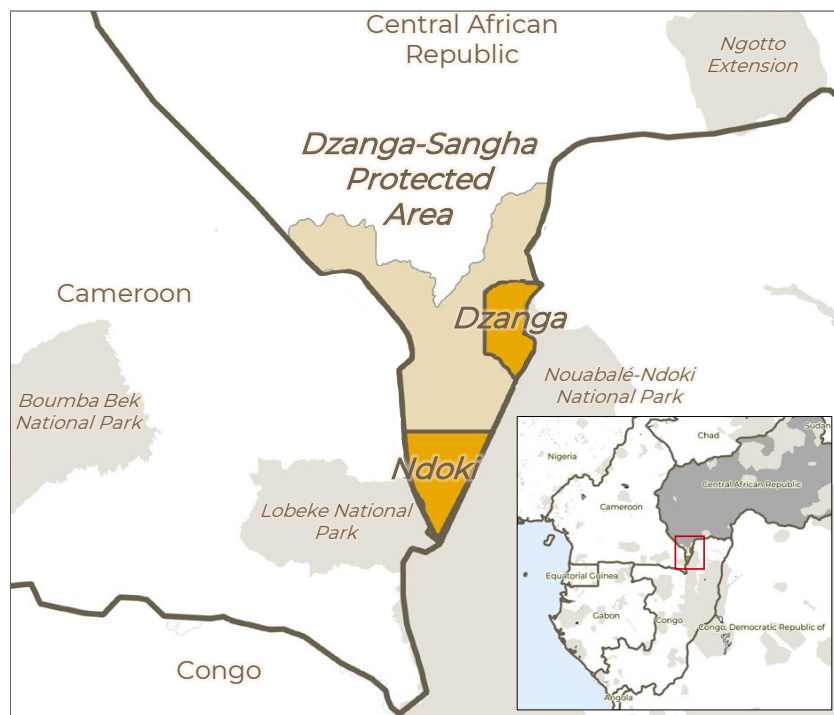 Central African
Republic
Ngotto
Extension
Dzanga-Sangha
Protected
Area
Cameroon
Dzanga
Boumba Bek
National Park
Nouabalé-Ndoki
National Park
Ndoki
Lobeke National
Park
Congo
Chad
Sudan
Nigeria
Central African Republic
Cameroon
Equatorial Guinea
Gabon
Congo
Congo, Democratic Republic of
Angola